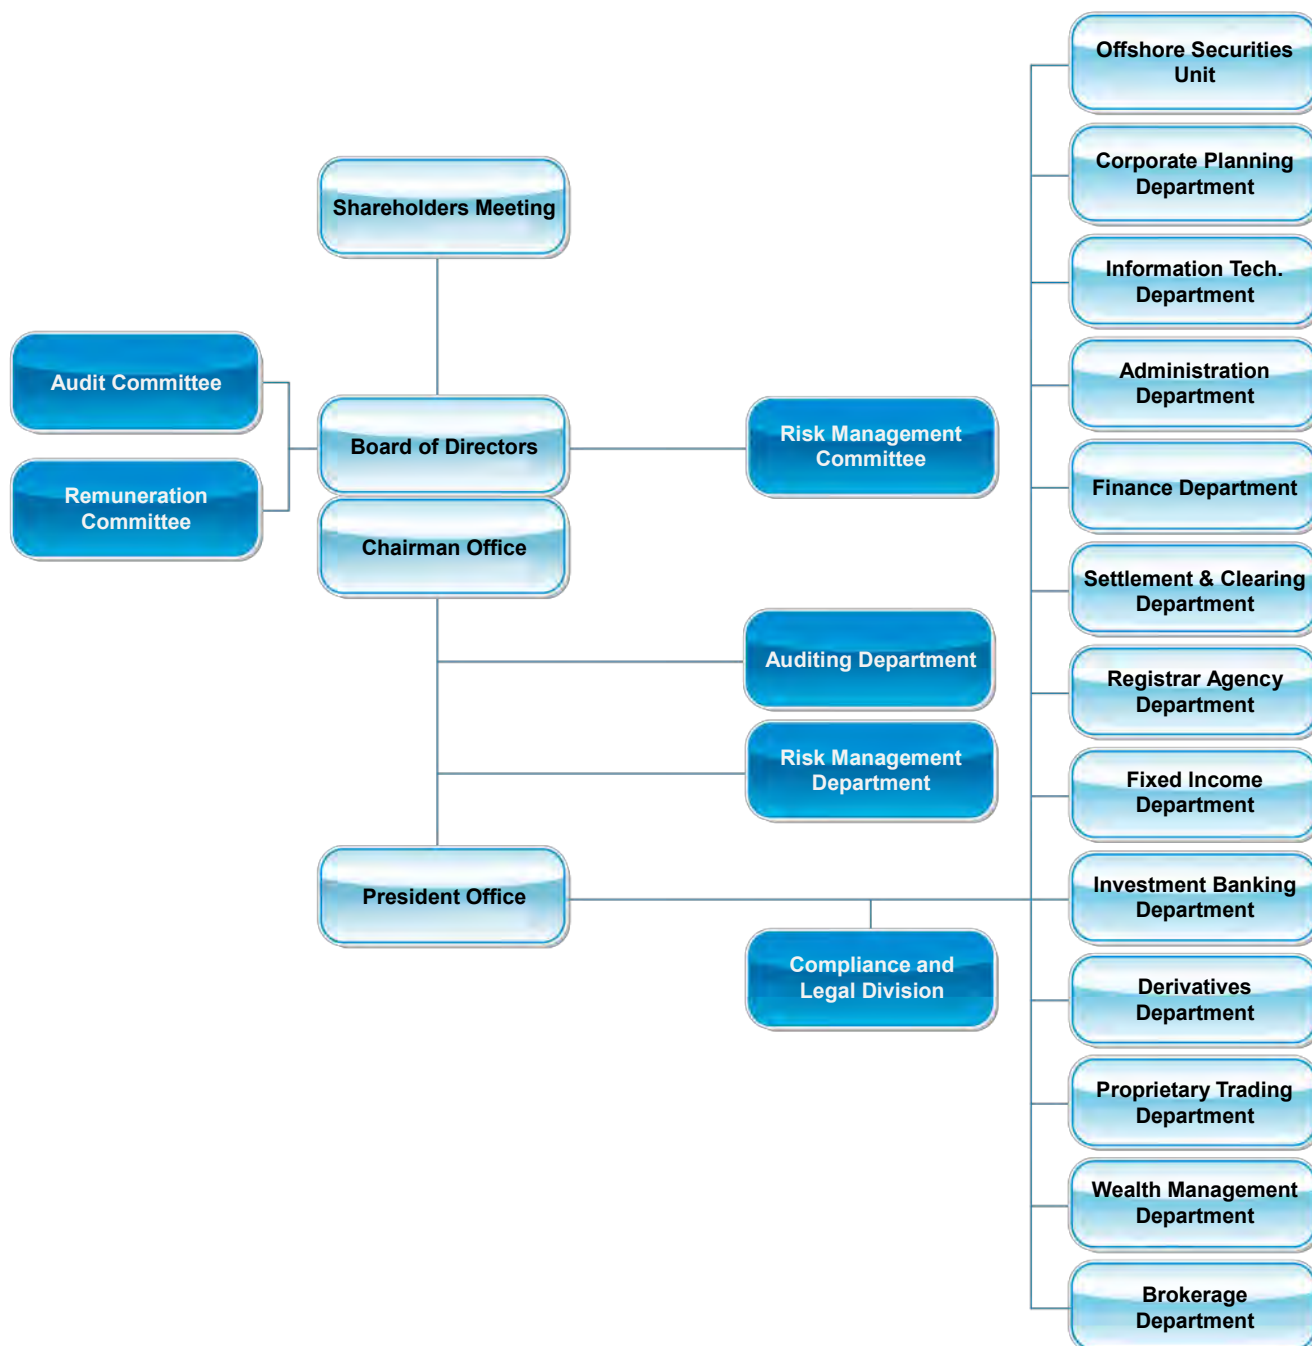 Shareholders Meeting
Audit Committee
Remuneration
Committee
Board of Directors
Chairman Office
Risk Management
Committee
Auditing Department
Risk Management
Department
President Office
Compliance and
Legal Division
Offshore Securities
Unit
Corporate Planning
Department
Information Tech.
Department
Administration
Department
Finance Department
Settlement & Clearing
Department
Registrar Agency
Department
Fixed Income
Department
Investment Banking
Department
Derivatives
Department
Proprietary Trading
Department
Wealth Management
Department
Brokerage
Department